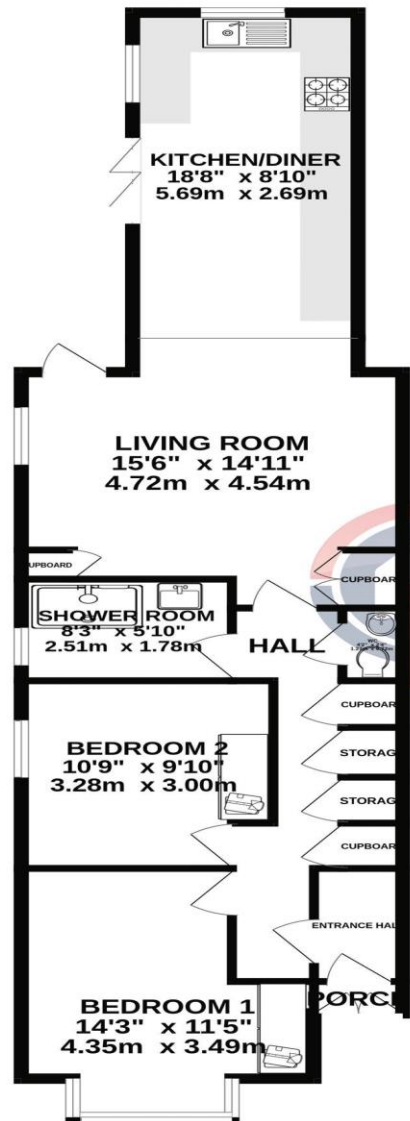 KITCHEN/DINER
18'8" x 8'10"
5.69m x 2.69m
LIVING ROOM
15'6" x 14'11"
4.72m x 4.54m
UPBOARD
CUPBOARD
SHOWER ROOM
8'3" x 5'10"
2.51m x 1.78m
HALL
WC
CUPBOAR
BEDROOM 2
10'9" x 9'10"
3.28m x 3.00m
STORAG
STORAG
CUPBOAR
ENTRANCE HAL
PORC
BEDROOM 1
14'3" x 11'5"
4.35m x 3.49m